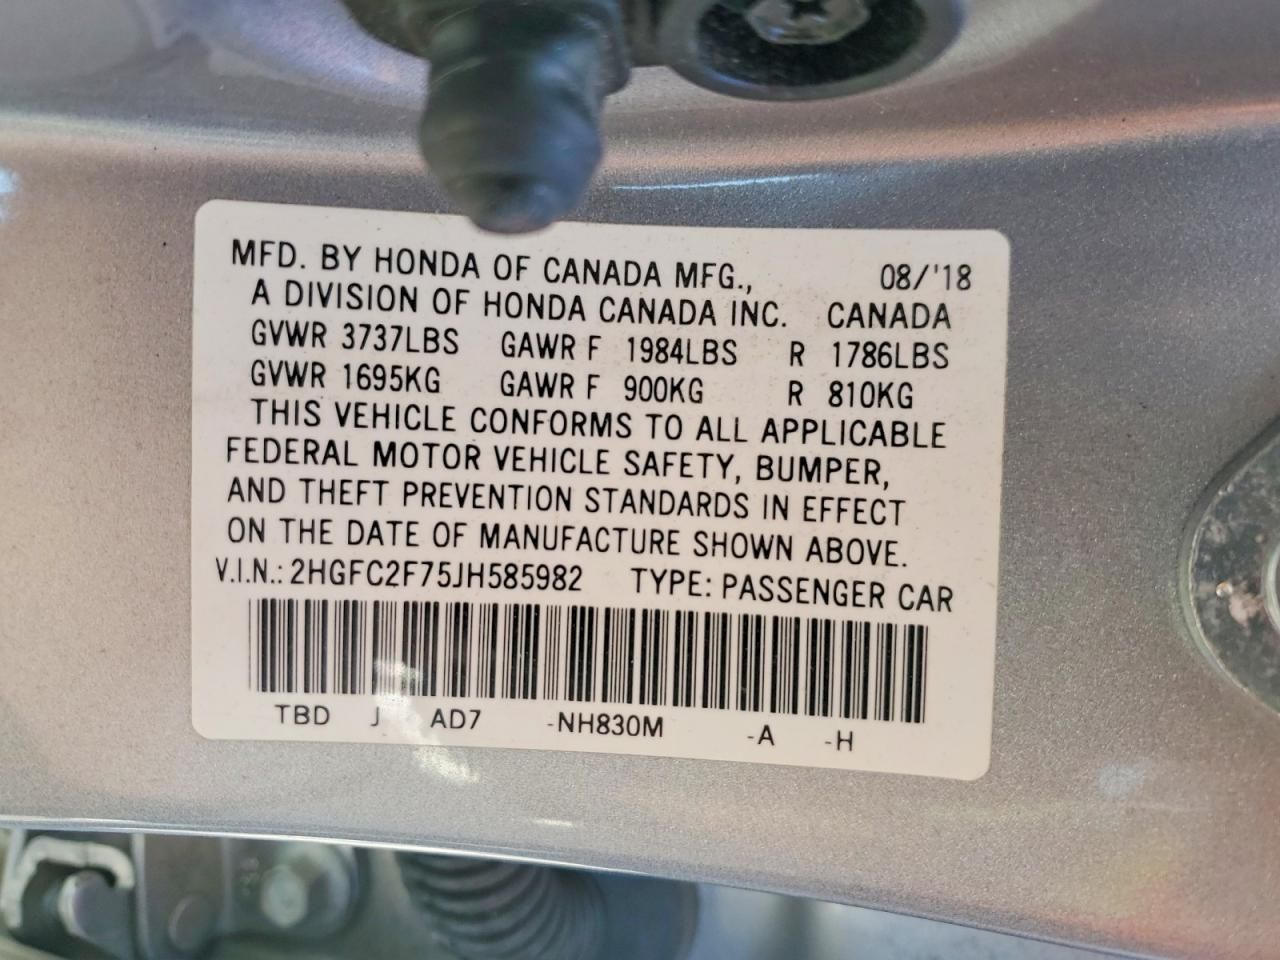 MFD. BY HONDA OF CANADA MFG., 08/'18
A DIVISION OF HONDA CANADA INC. CANADA
GVWR 3737LBS GAWR F 1984LBS R 1786LBS
GVWR 1695KG GAWR F 900KG R 810KG
THIS VEHICLE CONFORMS TO ALL APPLICABLE
FEDERAL MOTOR VEHICLE SAFETY, BUMPER,
AND THEFT PREVENTION STANDARDS IN EFFECT
ON THE DATE OF MANUFACTURE SHOWN ABOVE.
V.I.N.: 2HGFC2F75JH585982 TYPE: PASSENGER CAR
TBD J AD7 -NH830M -A -H